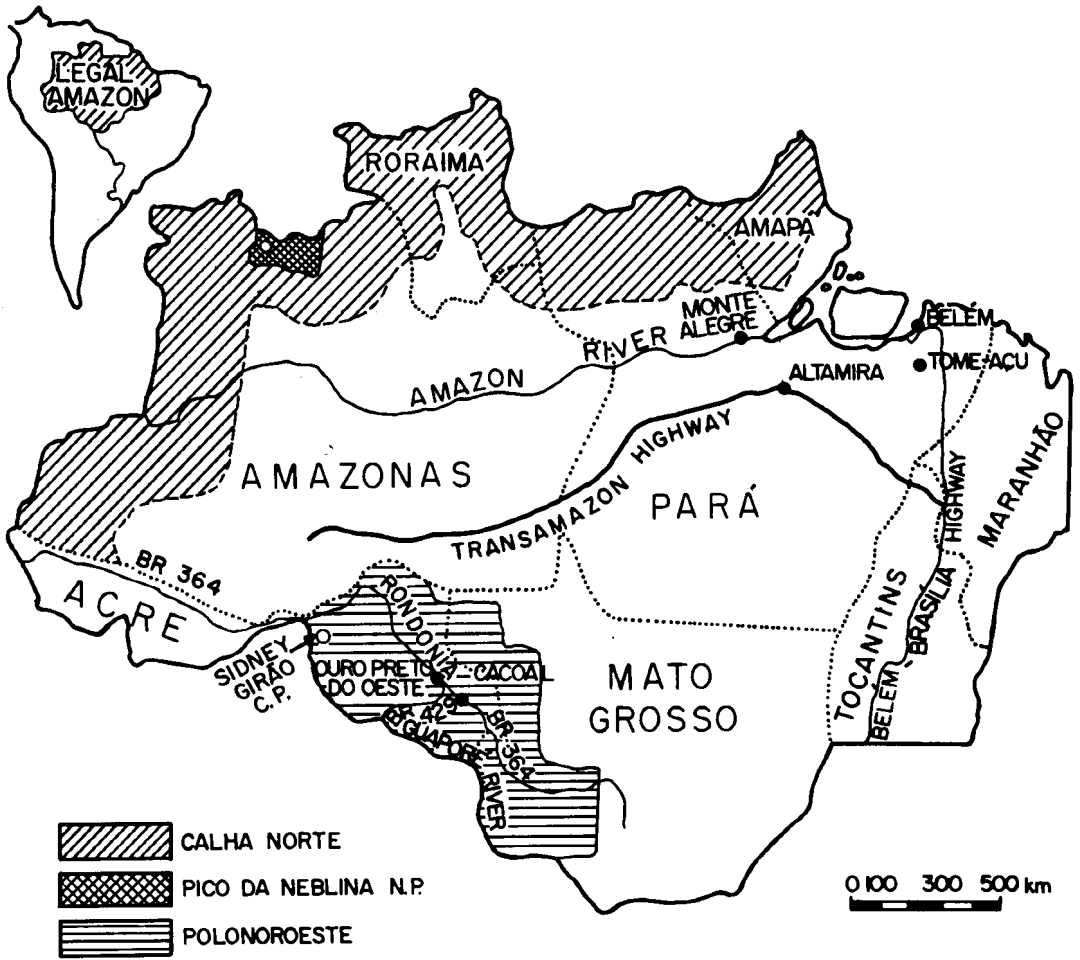 LEGAL
AMAZON
RORAIMA
AMAPA
MONTE
ALEGRE
BELÉM
TOME-AÇU
AMAZON RIVER
ALTAMIRA
AMAZONAS
TRANSAMAZON HIGHWAY
PARÁ
MARANHÃO
BR 364
ACRE
RONDONIA
SIDNEY
GIRÃO
C.P.
OURO PRETO
DO OESTE
CACOAL
MATO
GROSSO
TOCANTINS
BELÉM-BRASÍLIA HIGHWAY
BR 429
GUAPORÉ RIVER
BR 364
CALHA NORTE
PICO DA NEBLINA N.P.
POLONOROESTE
0 100 300 500 km